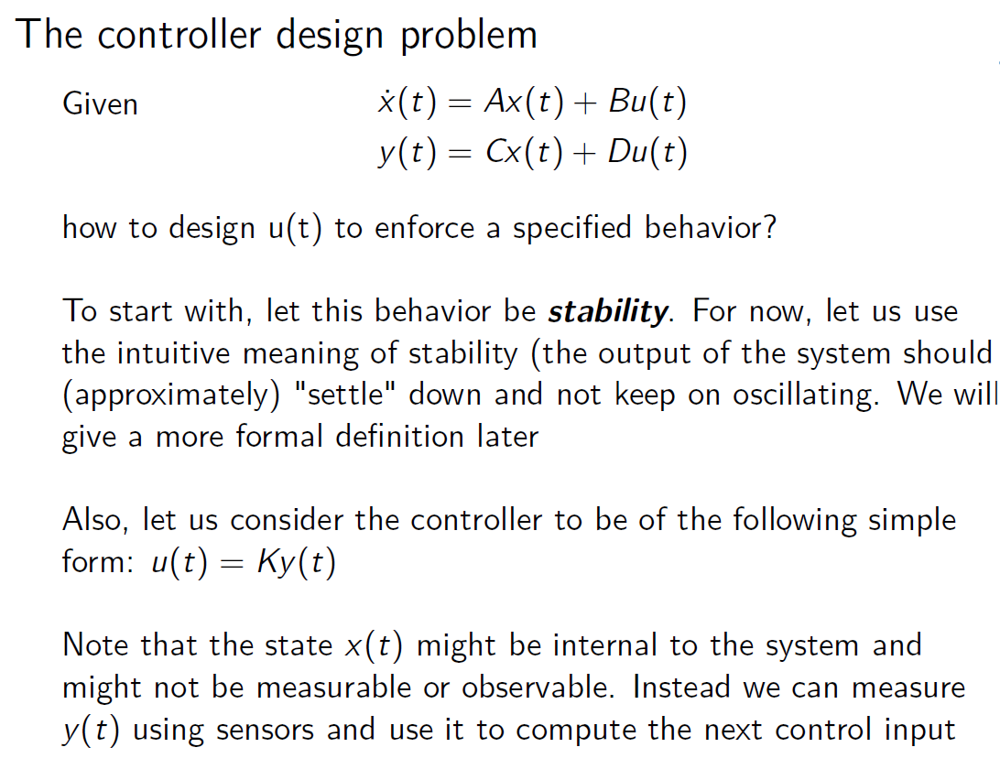 The controller design problem
Given ẋ(t) = Ax(t) + Bu(t)
y(t) = Cx(t) + Du(t)
how to design u(t) to enforce a specified behavior?
To start with, let this behavior be stability. For now, let us use
the intuitive meaning of stability (the output of the system should
(approximately) "settle" down and not keep on oscillating. We will
give a more formal definition later
Also, let us consider the controller to be of the following simple
form: u(t) = Ky(t)
Note that the state x(t) might be internal to the system and
might not be measurable or observable. Instead we can measure
y(t) using sensors and use it to compute the next control input